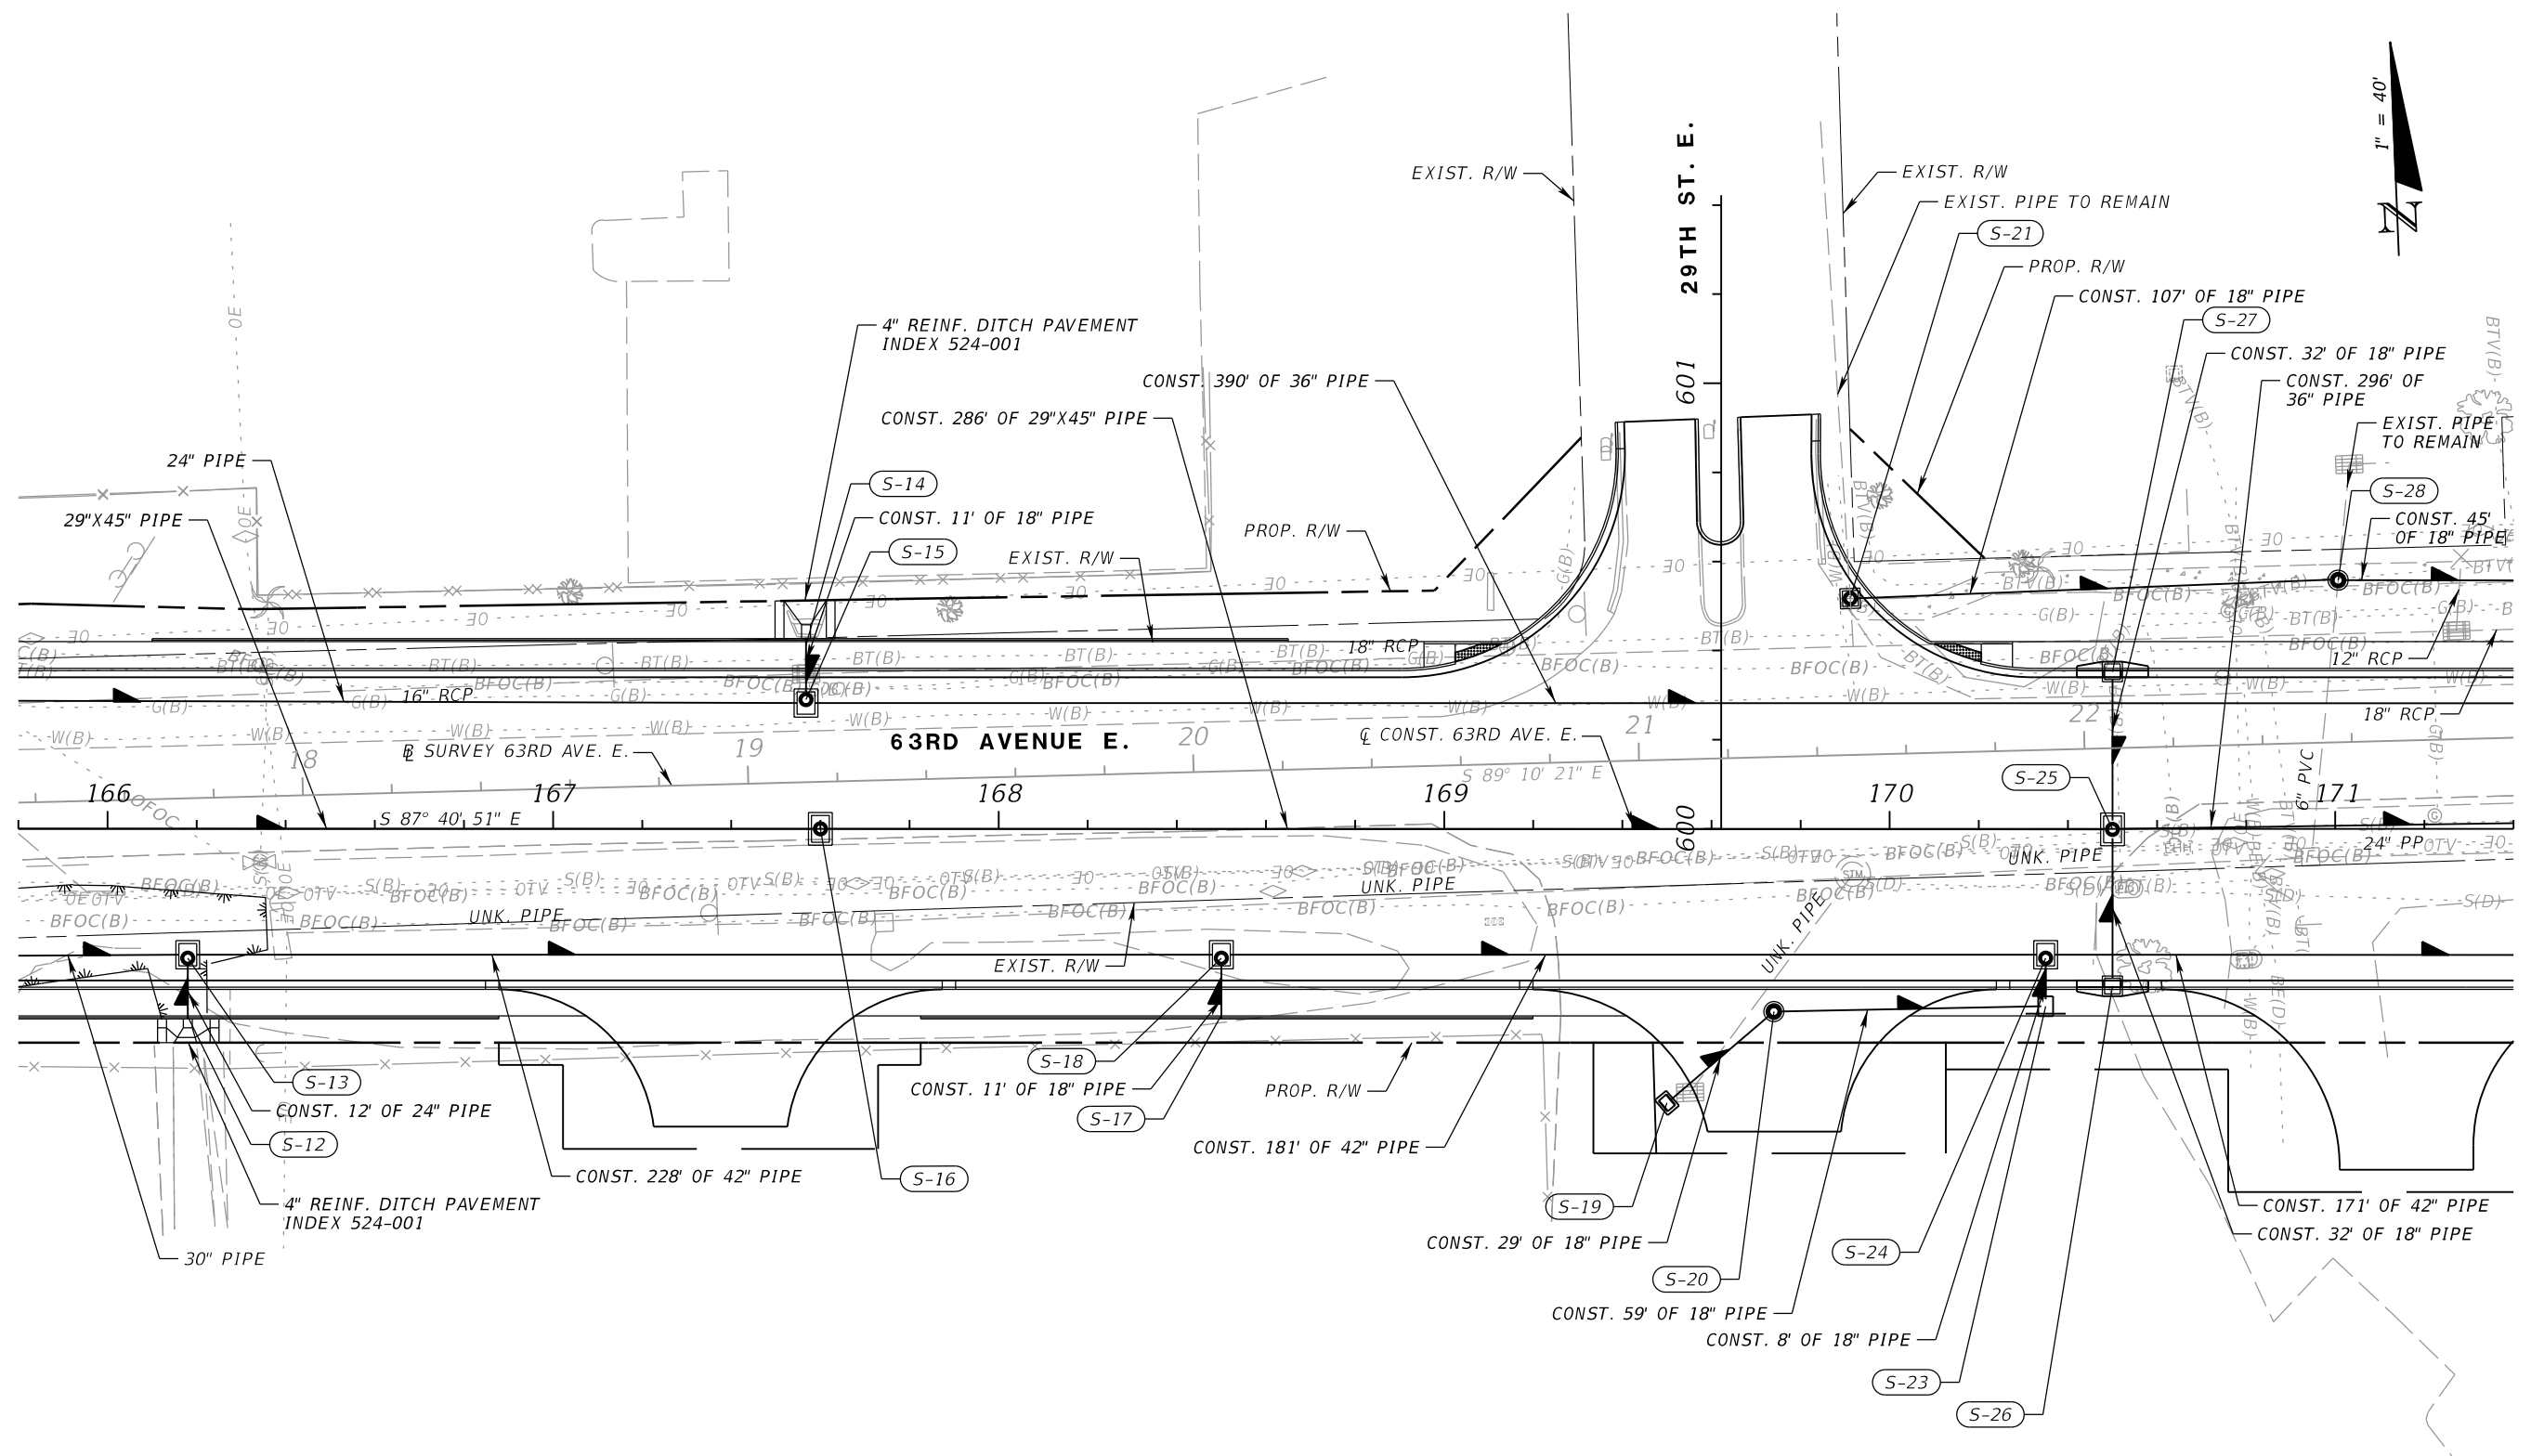 1" = 40'
N
29TH ST. E.
EXIST. R/W
EXIST. R/W
EXIST. PIPE TO REMAIN
S-21
PROP. R/W
CONST. 107' OF 18" PIPE
S-27
CONST. 32' OF 18" PIPE
CONST. 296' OF
36" PIPE
EXIST. PIPE
TO REMAIN
S-28
CONST. 45'
OF 18" PIPE
4" REINF. DITCH PAVEMENT
INDEX 524-001
CONST. 390' OF 36" PIPE
601
CONST. 286' OF 29"X45" PIPE
24" PIPE
S-14
29"X45" PIPE
CONST. 11' OF 18" PIPE
PROP. R/W
S-15
EXIST. R/W
18" RCP
12" RCP
16" RCP
18" RCP
63RD AVENUE E.
℄ CONST. 63RD AVE. E.
BL SURVEY 63RD AVE. E.
18
19
20
21
22
S 89° 10' 21" E
S-25
6" PVC
166
167
168
169
170
171
S 87° 40' 51" E
600
24" PP
UNK. PIPE
UNK. PIPE
UNK. PIPE
UNK. PIPE
EXIST. R/W
OE
BT(B)
BFOC(B)
G(B)
W(B)
S(B)
OTV
S(D)
BTV(B)
BE(D)
OFOC
S-13
S-18
CONST. 12' OF 24" PIPE
CONST. 11' OF 18" PIPE
PROP. R/W
S-12
S-17
CONST. 181' OF 42" PIPE
CONST. 228' OF 42" PIPE
S-16
4" REINF. DITCH PAVEMENT
INDEX 524-001
S-19
CONST. 171' OF 42" PIPE
CONST. 32' OF 18" PIPE
30" PIPE
CONST. 29' OF 18" PIPE
S-24
S-20
CONST. 59' OF 18" PIPE
CONST. 8' OF 18" PIPE
S-23
S-26